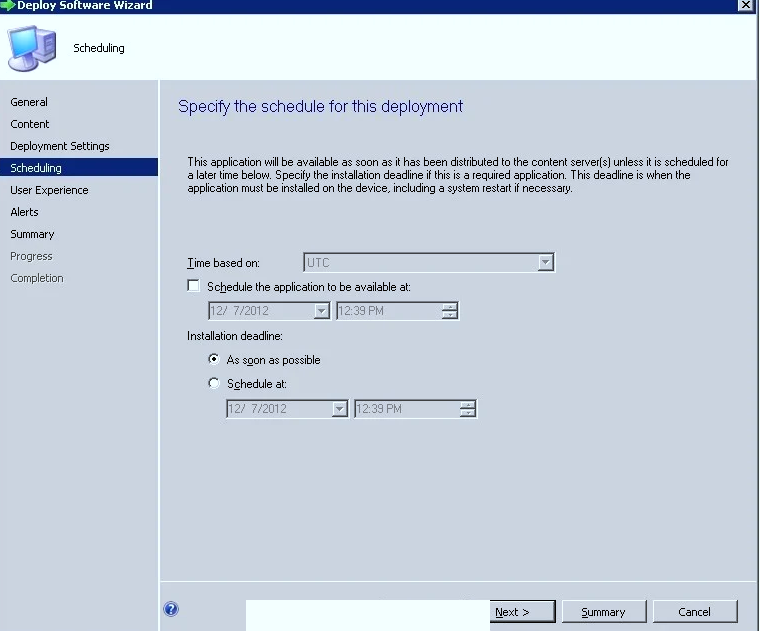 Deploy Software Wizard
Scheduling
General
Content
Deployment Settings
Scheduling
User Experience
Alerts
Summary
Progress
Completion
Specify the schedule for this deployment
This application will be available as soon as it has been distributed to the content server(s) unless it is scheduled for
a later time below. Specify the installation deadline if this is a required application. This deadline is when the
application must be installed on the device, including a system restart if necessary.
Time based on: UTC
Schedule the application to be available at:
12/ 7/2012 12:39 PM
Installation deadline:
As soon as possible
Schedule at:
12/ 7/2012 12:39 PM
Next > Summary Cancel